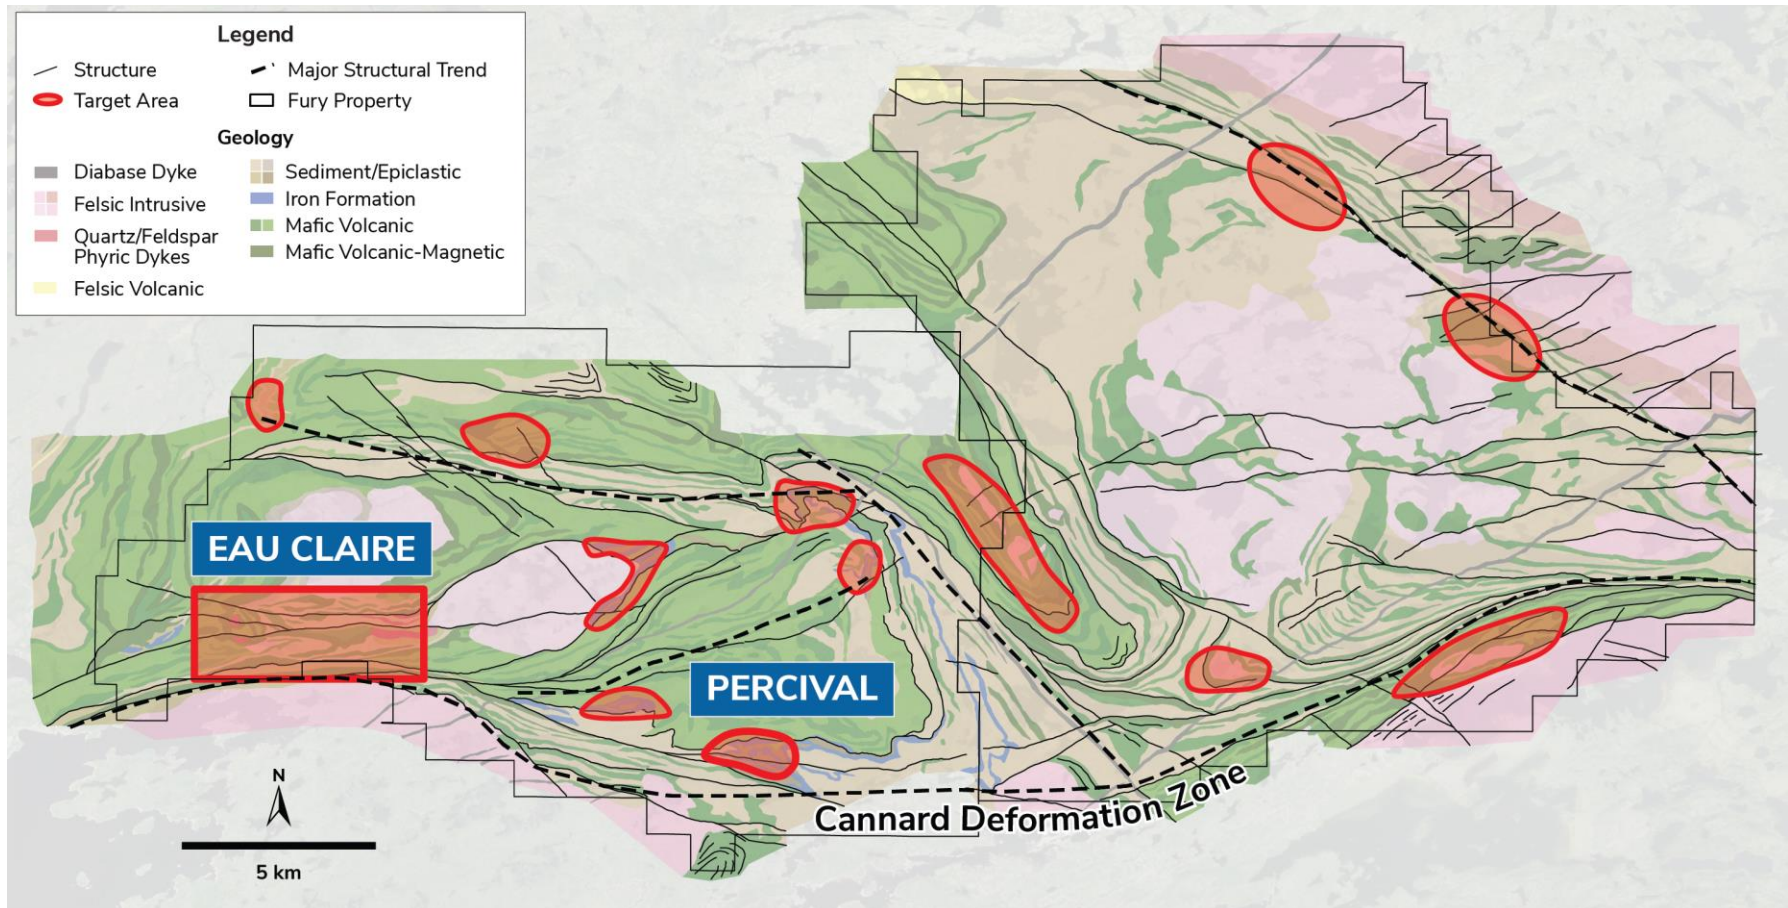 Legend
Structure
Major Structural Trend
Target Area
Fury Property
Geology
Diabase Dyke
Sediment/Epiclastic
Felsic Intrusive
Iron Formation
Quartz/Feldspar
Phyric Dykes
Mafic Volcanic
Mafic Volcanic-Magnetic
Felsic Volcanic
EAU CLAIRE
PERCIVAL
Cannard Deformation Zone
N
5 km